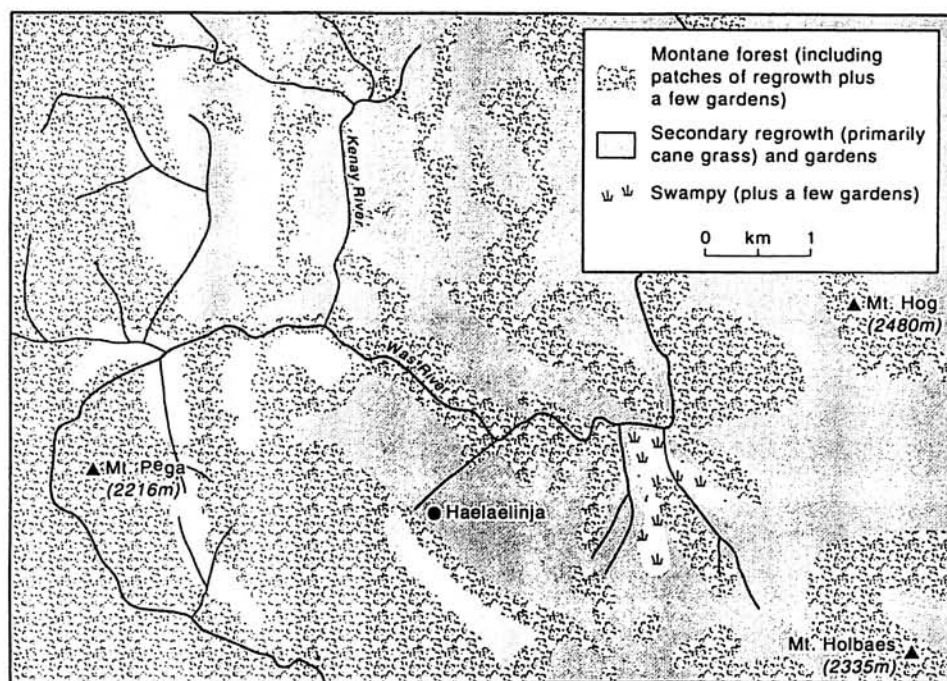 Montane forest (including
patches of regrowth plus
a few gardens)
Secondary regrowth (primarily
cane grass) and gardens
Swampy (plus a few gardens)
0 km 1
Kenay River
Mt. Hog
(2480m)
Wasi River
Mt. Pega
(2216m)
Haelaelinja
Mt. Holbaes
(2335m)